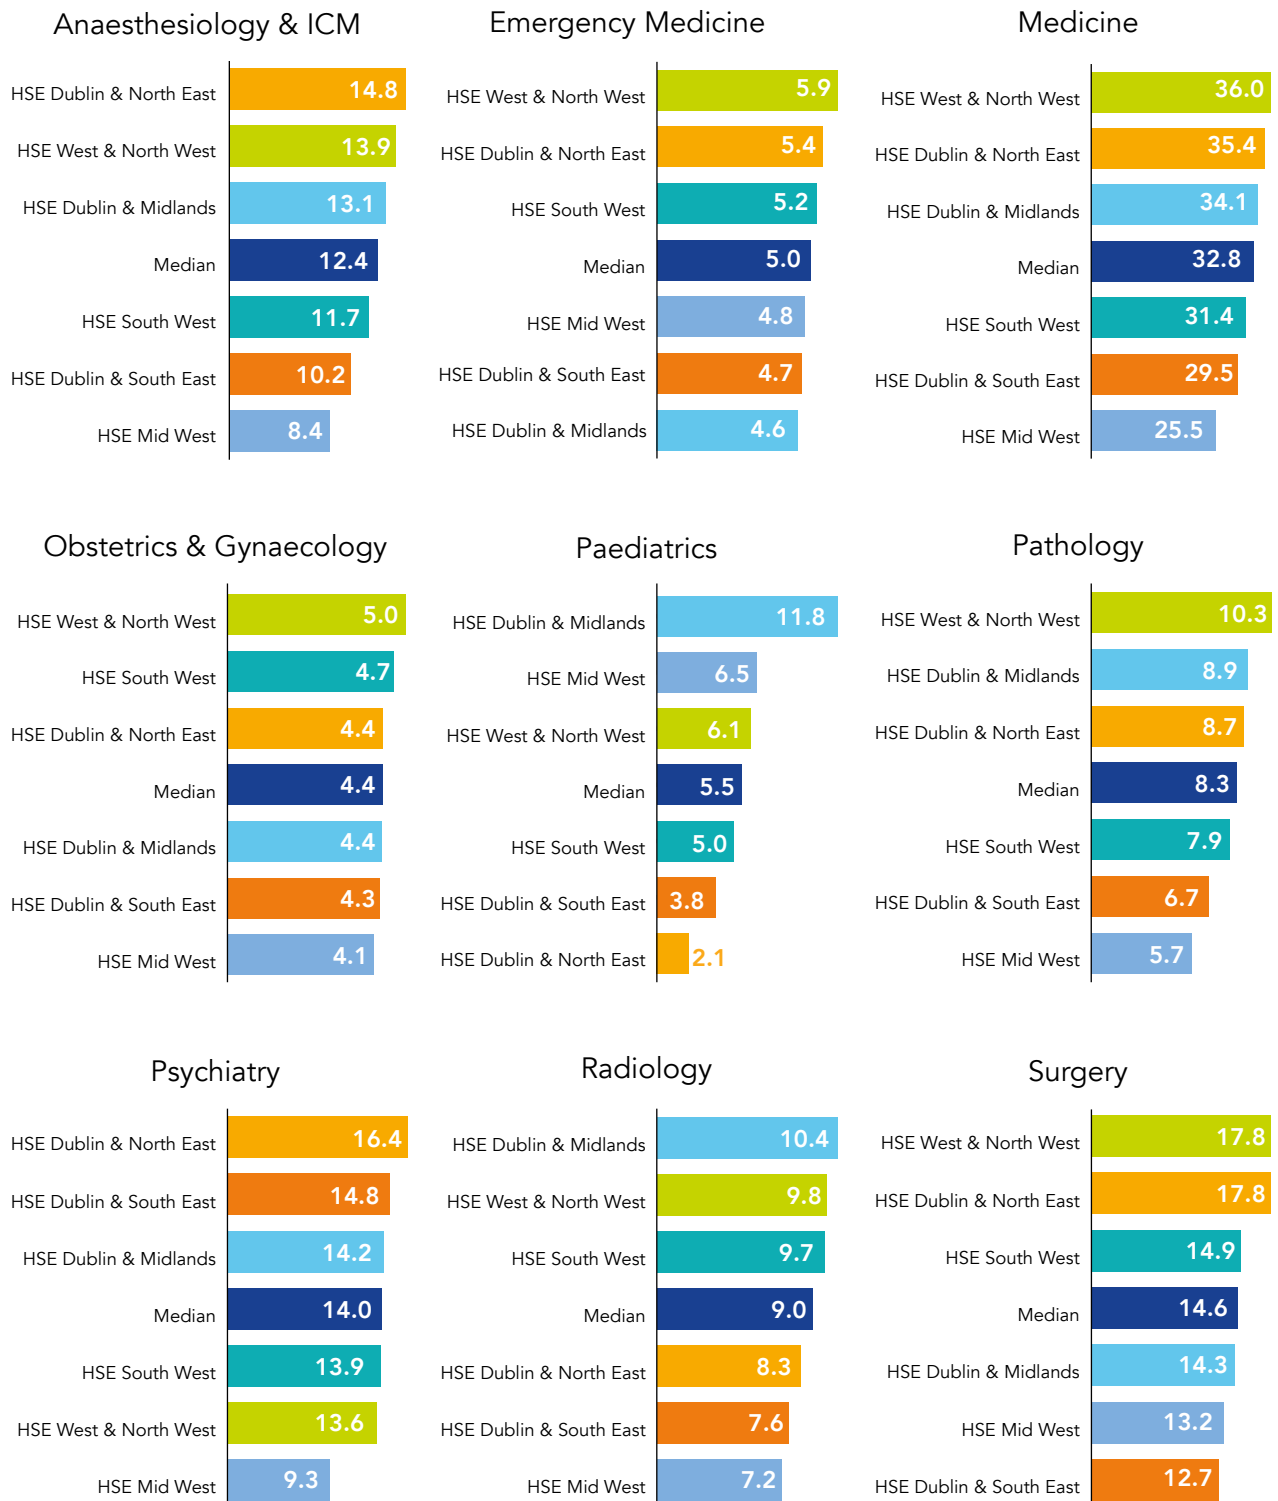 Anaesthesiology & ICM
HSE Dublin & North East 14.8
HSE West & North West 13.9
HSE Dublin & Midlands 13.1
Median 12.4
HSE South West 11.7
HSE Dublin & South East 10.2
HSE Mid West 8.4
Emergency Medicine
HSE West & North West 5.9
HSE Dublin & North East 5.4
HSE South West 5.2
Median 5.0
HSE Mid West 4.8
HSE Dublin & South East 4.7
HSE Dublin & Midlands 4.6
Medicine
HSE West & North West 36.0
HSE Dublin & North East 35.4
HSE Dublin & Midlands 34.1
Median 32.8
HSE South West 31.4
HSE Dublin & South East 29.5
HSE Mid West 25.5
Obstetrics & Gynaecology
HSE West & North West 5.0
HSE South West 4.7
HSE Dublin & North East 4.4
Median 4.4
HSE Dublin & Midlands 4.4
HSE Dublin & South East 4.3
HSE Mid West 4.1
Paediatrics
HSE Dublin & Midlands 11.8
HSE Mid West 6.5
HSE West & North West 6.1
Median 5.5
HSE South West 5.0
HSE Dublin & South East 3.8
HSE Dublin & North East 2.1
Pathology
HSE West & North West 10.3
HSE Dublin & Midlands 8.9
HSE Dublin & North East 8.7
Median 8.3
HSE South West 7.9
HSE Dublin & South East 6.7
HSE Mid West 5.7
Psychiatry
HSE Dublin & North East 16.4
HSE Dublin & South East 14.8
HSE Dublin & Midlands 14.2
Median 14.0
HSE South West 13.9
HSE West & North West 13.6
HSE Mid West 9.3
Radiology
HSE Dublin & Midlands 10.4
HSE West & North West 9.8
HSE South West 9.7
Median 9.0
HSE Dublin & North East 8.3
HSE Dublin & South East 7.6
HSE Mid West 7.2
Surgery
HSE West & North West 17.8
HSE Dublin & North East 17.8
HSE South West 14.9
Median 14.6
HSE Dublin & Midlands 14.3
HSE Mid West 13.2
HSE Dublin & South East 12.7